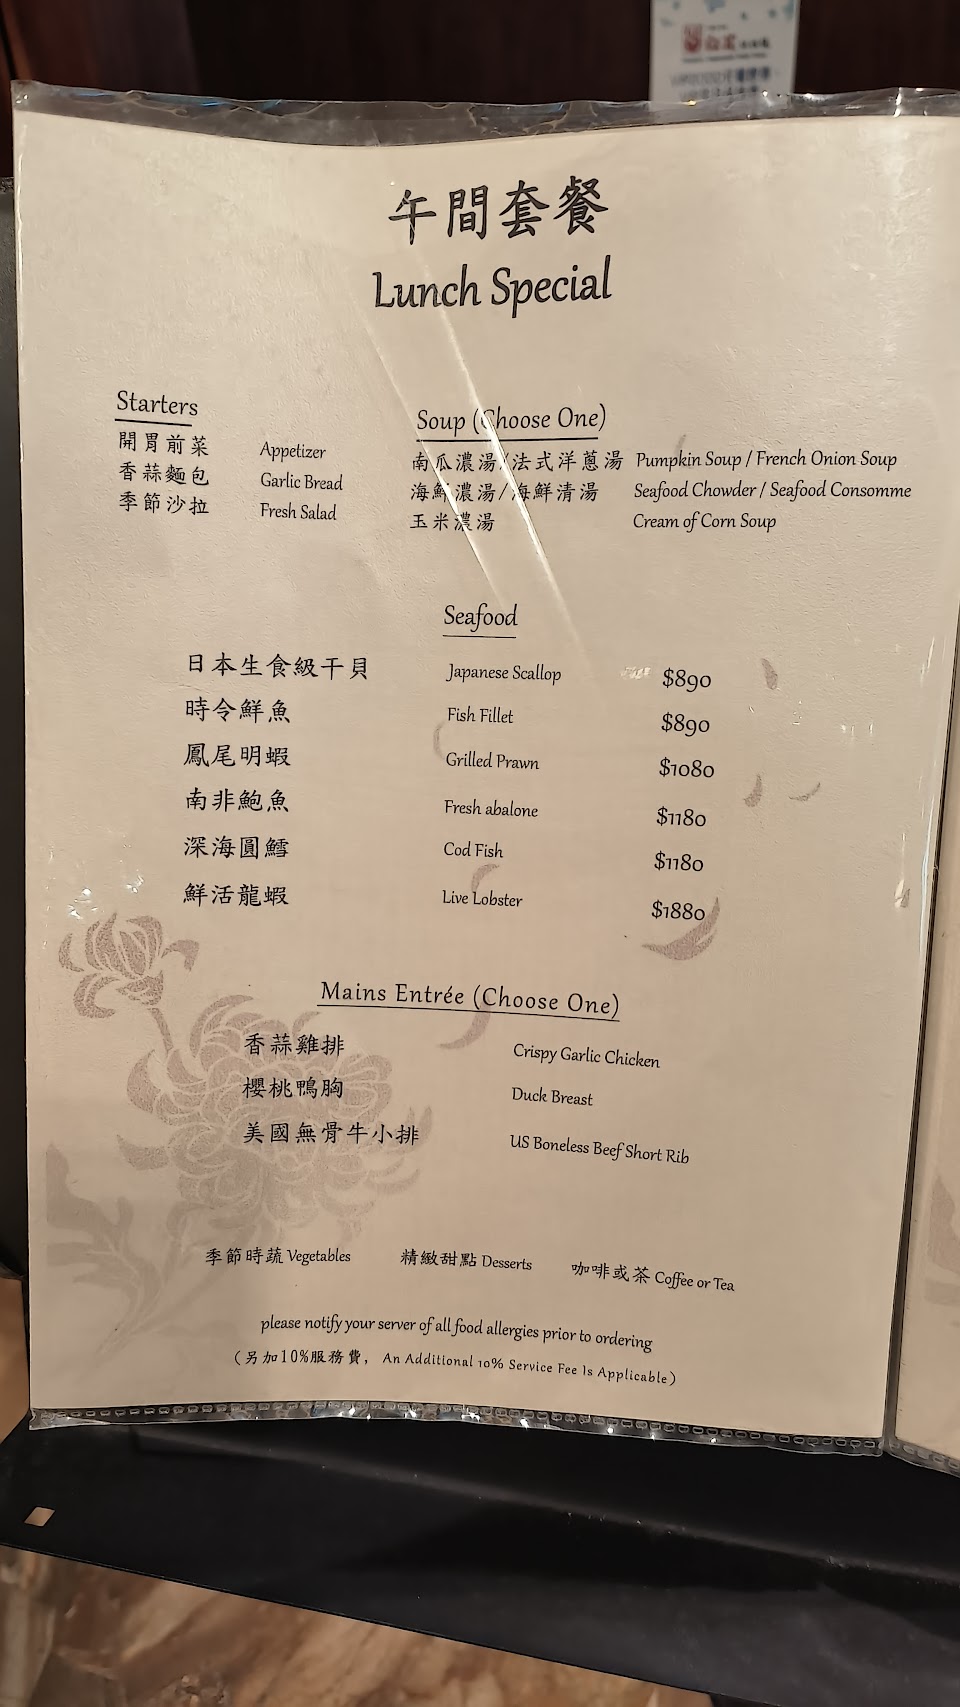 午間套餐
Lunch Special
Starters
開胃前菜 Appetizer
香蒜麵包 Garlic Bread
季節沙拉 Fresh Salad
Soup (Choose One)
南瓜濃湯/法式洋蔥湯 Pumpkin Soup / French Onion Soup
海鮮濃湯/海鮮清湯 Seafood Chowder / Seafood Consomme
玉米濃湯 Cream of Corn Soup
Seafood
日本生食級干貝 Japanese Scallop $890
時令鮮魚 Fish Fillet $890
鳳尾明蝦 Grilled Prawn $1080
南非鮑魚 Fresh abalone $1180
深海圓鱈 Cod Fish $1180
鮮活龍蝦 Live Lobster $1880
Mains Entrée (Choose One)
香蒜雞排 Crispy Garlic Chicken
櫻桃鴨胸 Duck Breast
美國無骨牛小排 US Boneless Beef Short Rib
季節時蔬 Vegetables 精緻甜點 Desserts 咖啡或茶 Coffee or Tea
please notify your server of all food allergies prior to ordering
(另加10%服務費, An Additional 10% Service Fee Is Applicable)